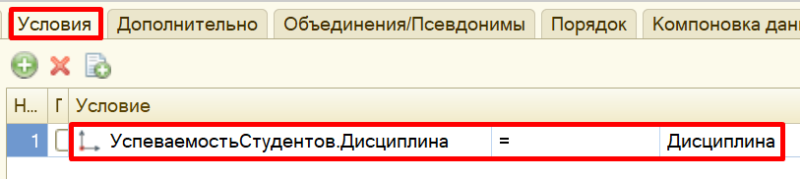 Условия Дополнительно Объединения/Псевдонимы Порядок Компоновка дан
Н... Г Условие
1 УспеваемостьСтудентов.Дисциплина = Дисциплина